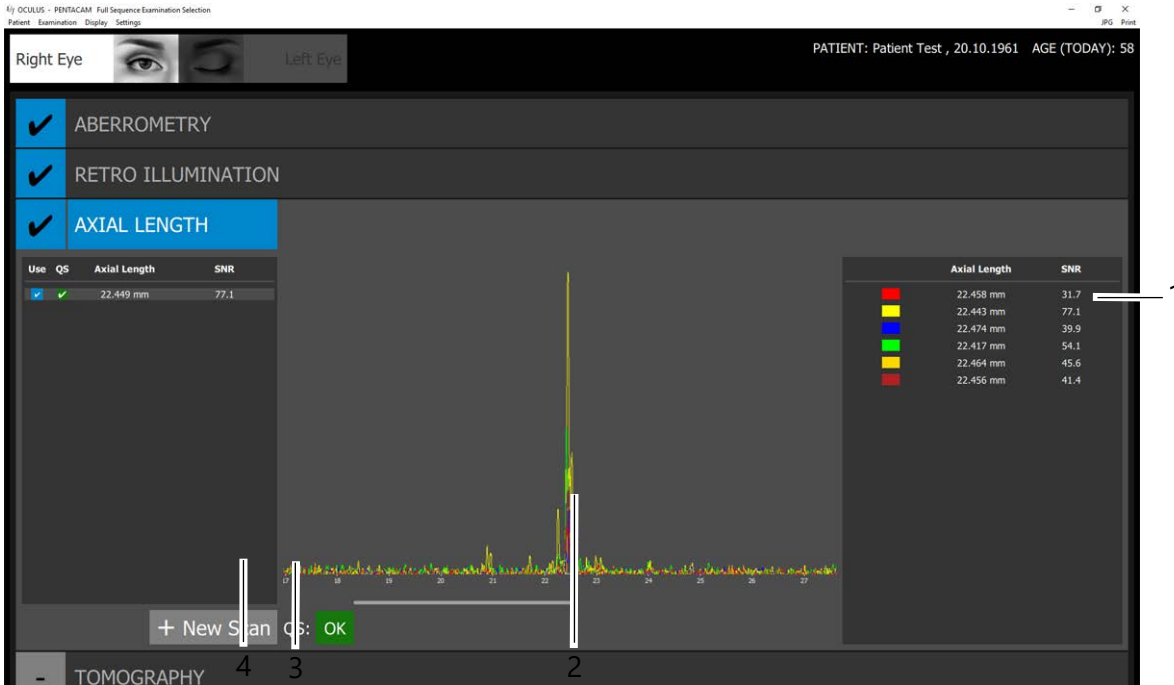 OCULUS - PENTACAM Full Sequence Examination Selection
Patient Examination Display Settings JPG Print
Right Eye Left Eye PATIENT: Patient Test , 20.10.1961 AGE (TODAY): 58
ABERROMETRY
RETRO ILLUMINATION
AXIAL LENGTH
Use QS Axial Length SNR
22.449 mm 77.1
Axial Length SNR
22.458 mm 31.7
22.443 mm 77.1
22.474 mm 39.9
22.417 mm 54.1
22.464 mm 45.6
22.456 mm 41.4
1
17 18 19 20 21 22 23 24 25 26 27
+ New Scan QS: OK
4 3 2
- TOMOGRAPHY